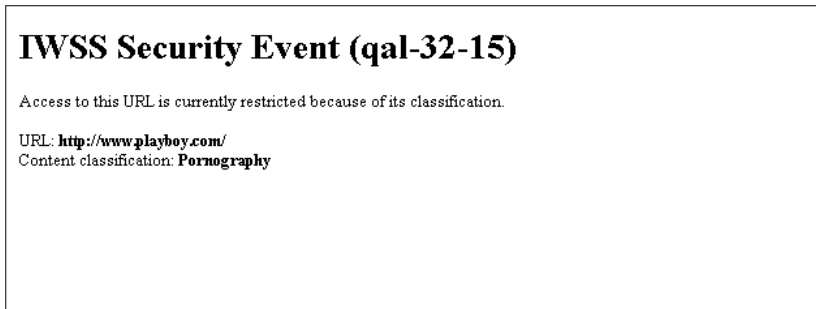 IWSS Security Event (qal-32-15)
Access to this URL is currently restricted because of its classification.
URL: http://www.playboy.com/
Content classification: Pornography